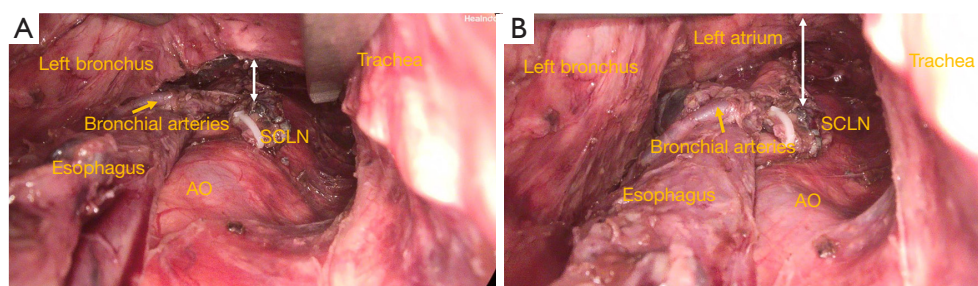 A
Left bronchus
Trachea
Bronchial arteries
SCLN
Esophagus
AO
B
Left atrium
Left bronchus
Trachea
SCLN
Bronchial arteries
Esophagus
AO